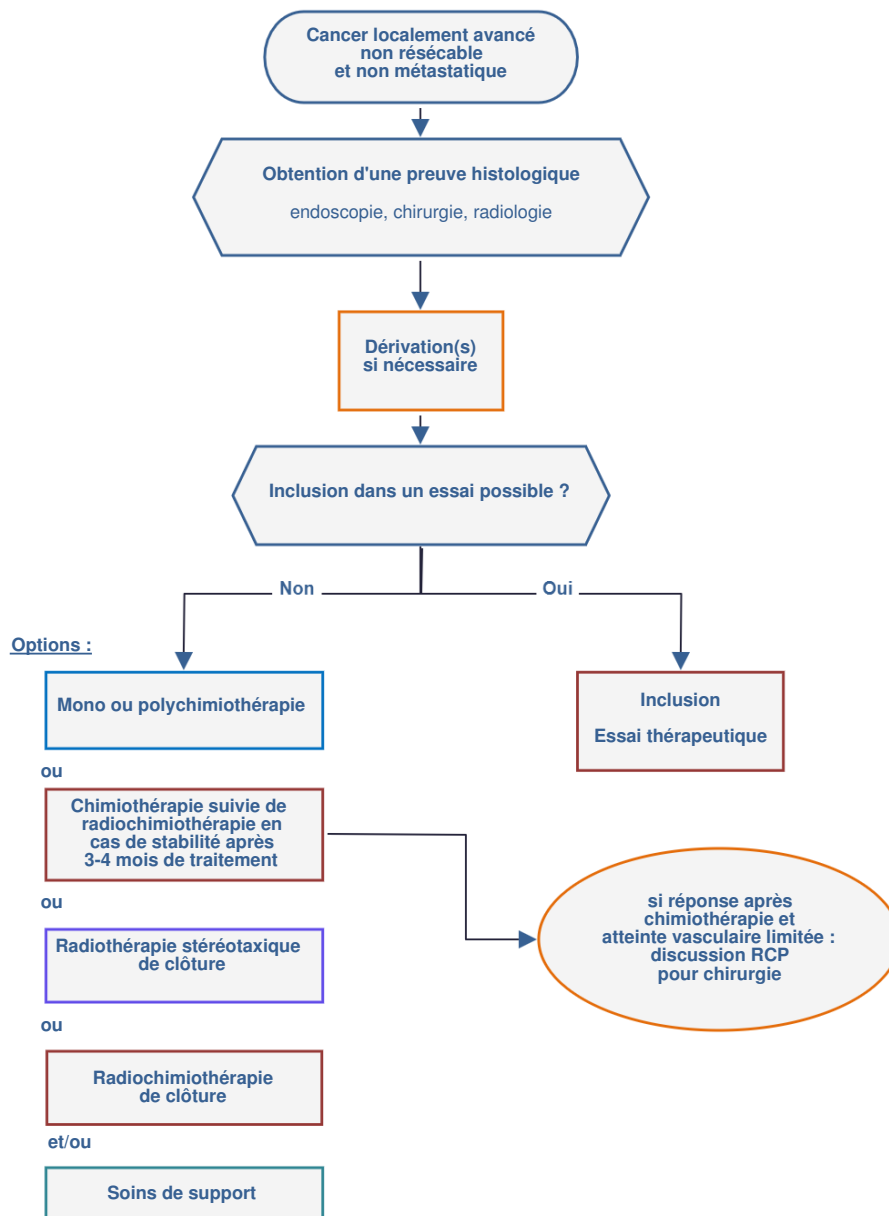 Cancer localement avancé
non résécable
et non métastatique
Obtention d'une preuve histologique
endoscopie, chirurgie, radiologie
Dérivation(s)
si nécessaire
Inclusion dans un essai possible ?
Non
Oui
Options :
Mono ou polychimiothérapie
Inclusion
Essai thérapeutique
ou
Chimiothérapie suivie de
radiochimiothérapie en
cas de stabilité après
3-4 mois de traitement
ou
si réponse après
chimiothérapie et
atteinte vasculaire limitée :
discussion RCP
pour chirurgie
Radiothérapie stéréotaxique
de clôture
ou
Radiochimiothérapie
de clôture
et/ou
Soins de support